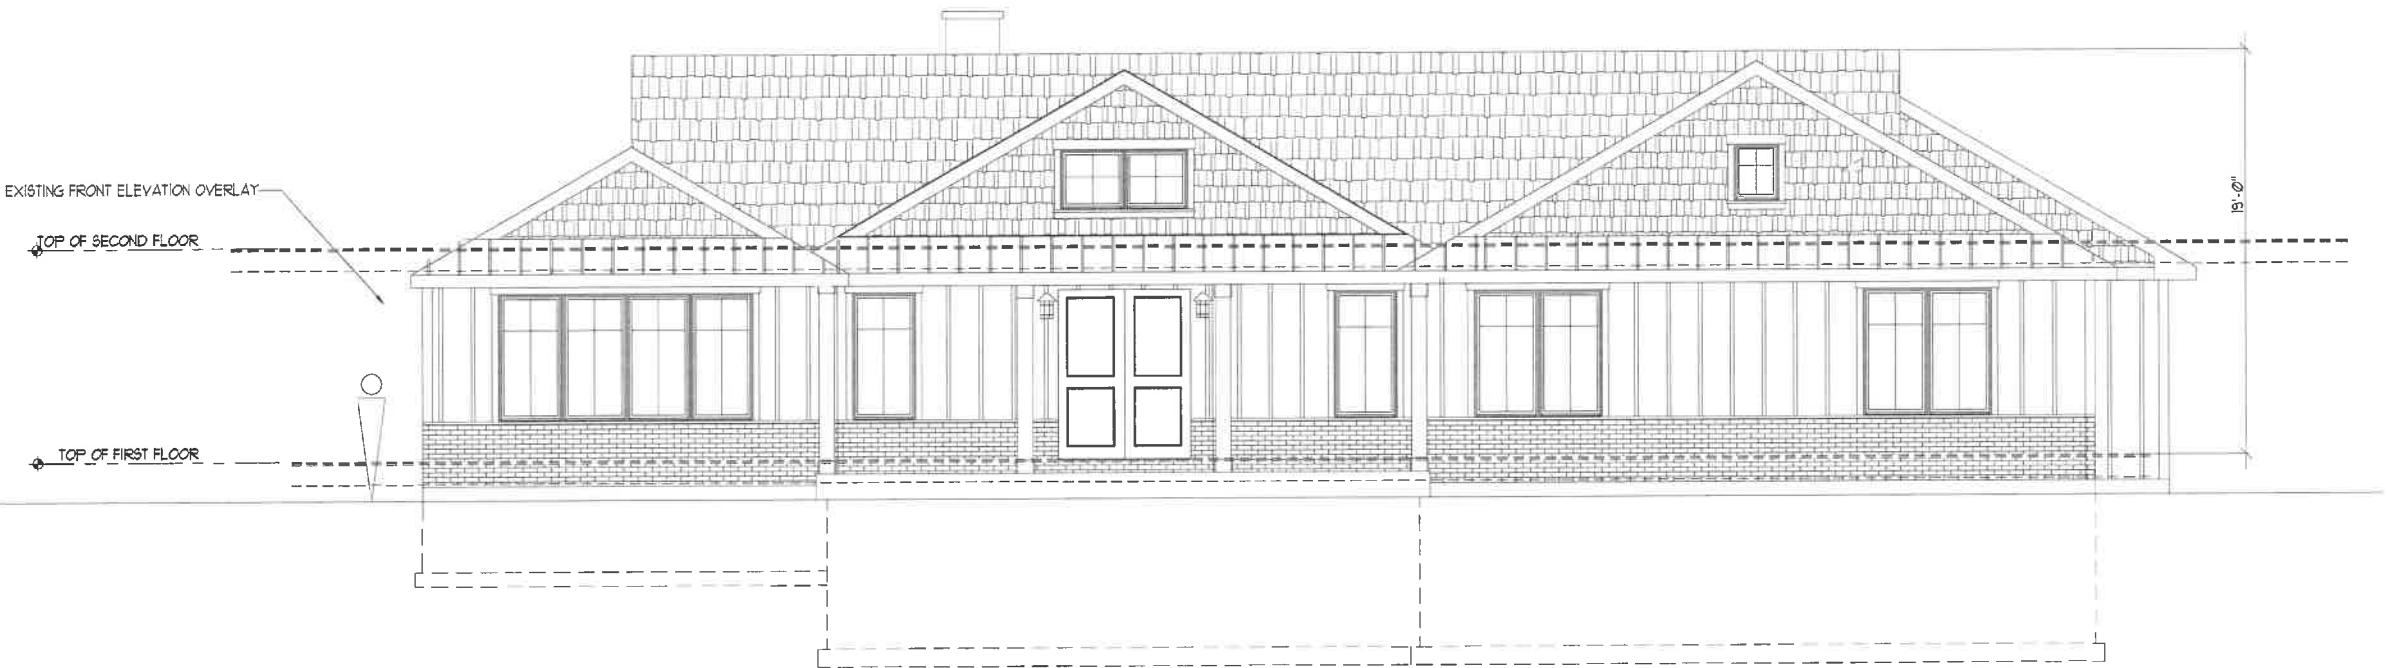 EXISTING FRONT ELEVATION OVERLAY
TOP OF SECOND FLOOR
19'-0"
TOP OF FIRST FLOOR